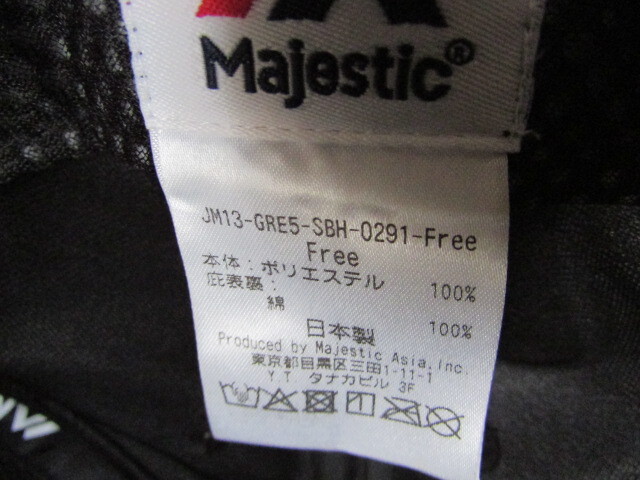 Majestic®
JM13-GRE5-SBH-0291-Free
Free
本体：ポリエステル 100%
庇表裏：
綿 100%
日本製
Produced by Majestic Asia,Inc.
東京都目黒区三田1-11-1
Y.T タナカビル 3F